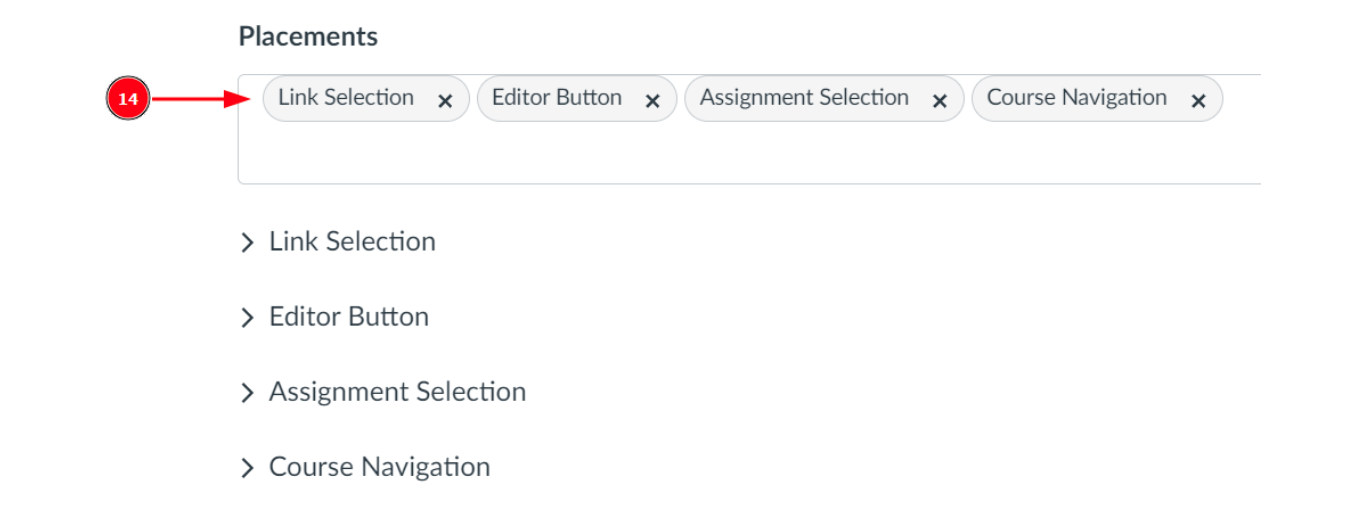 Placements
14 Link Selection × Editor Button × Assignment Selection × Course Navigation ×
Link Selection
Editor Button
Assignment Selection
Course Navigation